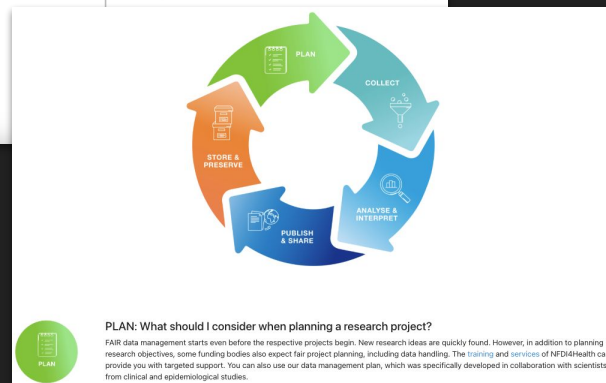 PLAN
COLLECT
ANALYSE &
INTERPRET
PUBLISH
& SHARE
STORE &
PRESERVE
PLAN
PLAN: What should I consider when planning a research project?
FAIR data management starts even before the respective projects begin. New research ideas are quickly found. However, in addition to planning
research objectives, some funding bodies also expect fair project planning, including data handling. The training and services of NFDI4Health ca
provide you with targeted support. You can also use our data management plan, which was specifically developed in collaboration with scientists
from clinical and epidemiological studies.